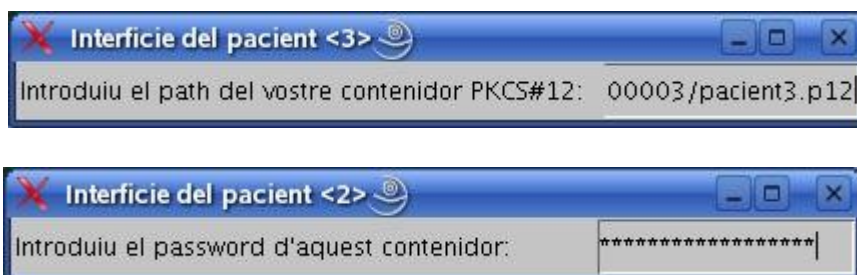 Interficie del pacient <3>
Introduiu el path del vostre contenidor PKCS#12: 00003/pacient3.p12
Interficie del pacient <2>
Introduiu el password d'aquest contenidor: ******************